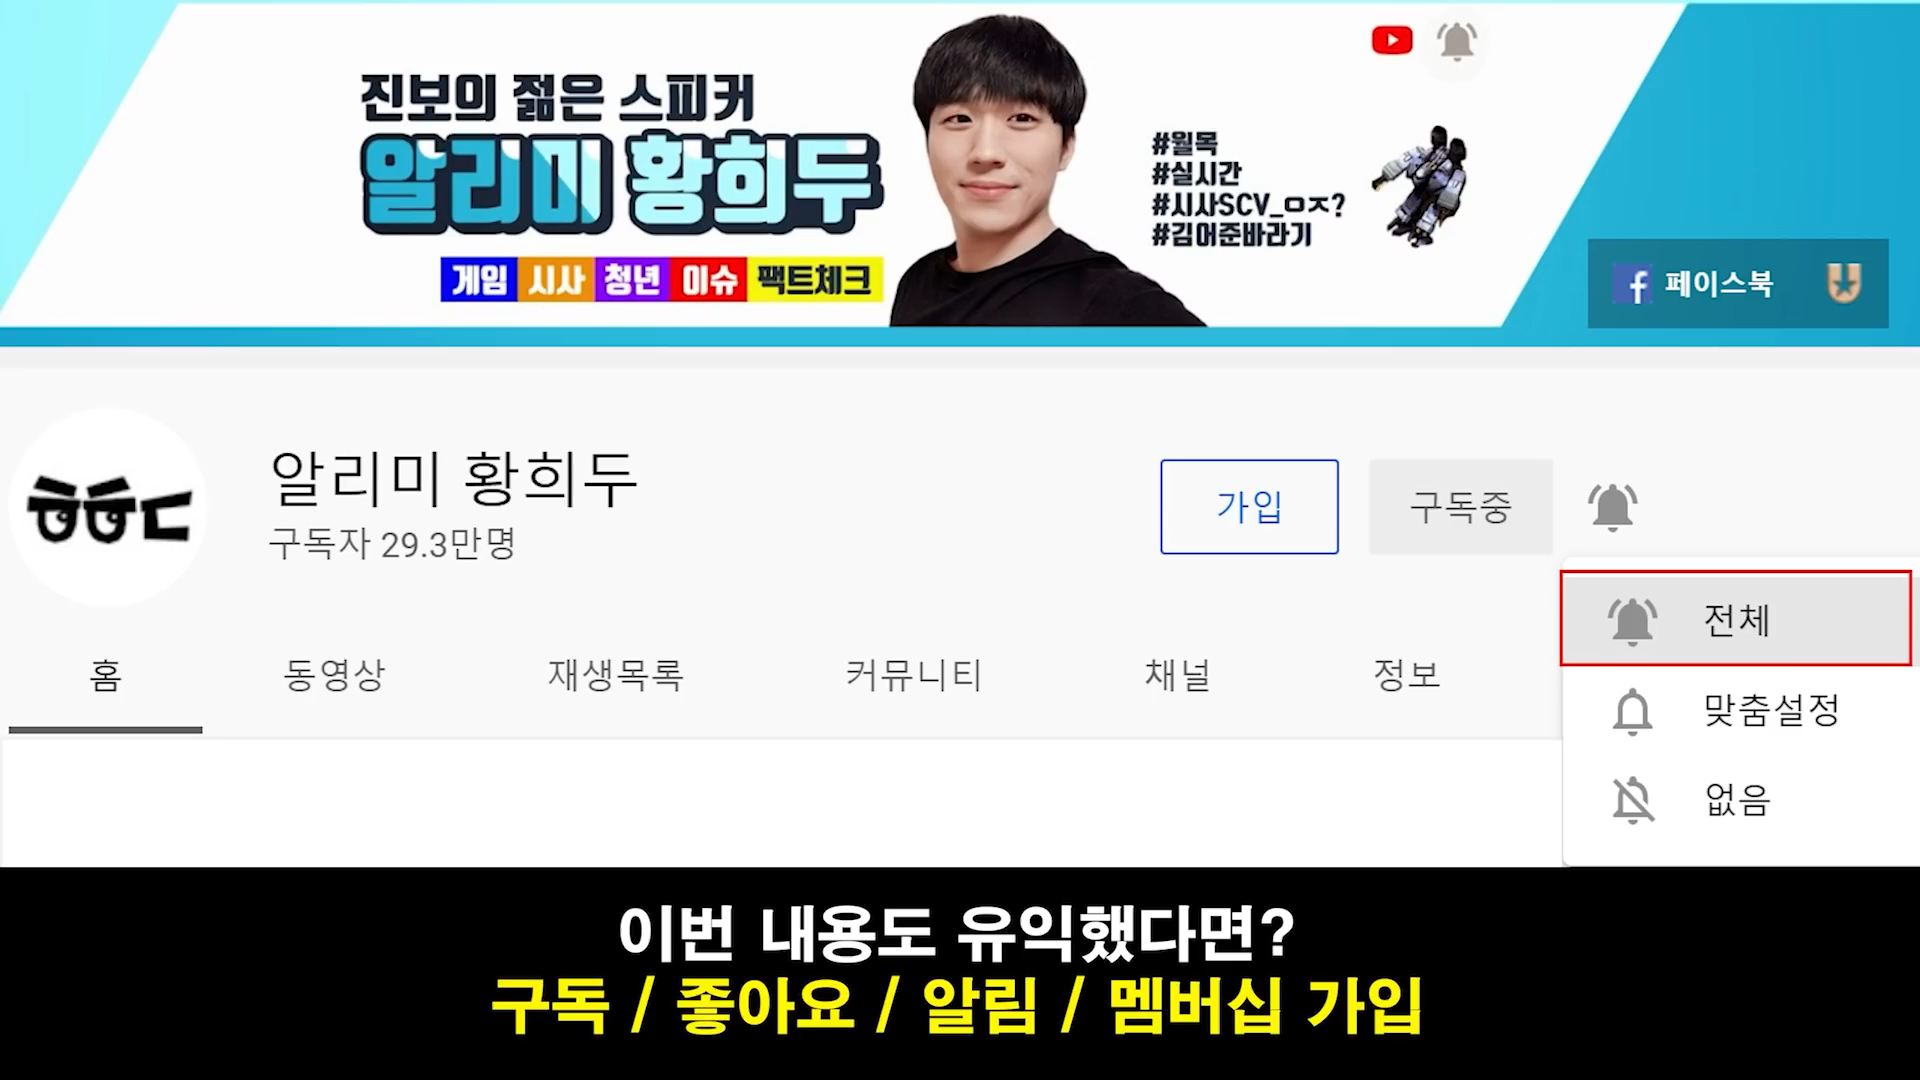 진보의 젊은 스피커
알리미 황희두
게임 시사 청년 이슈 팩트체크
#월목
#실시간
#시사SCV_ㅇㅈ?
#김어준바라기
f 페이스북
ㅎㅎㄷ
알리미 황희두
구독자 29.3만명
가입
구독중
홈
동영상
재생목록
커뮤니티
채널
정보
전체
맞춤설정
없음
이번 내용도 유익했다면?
구독 / 좋아요 / 알림 / 멤버십 가입